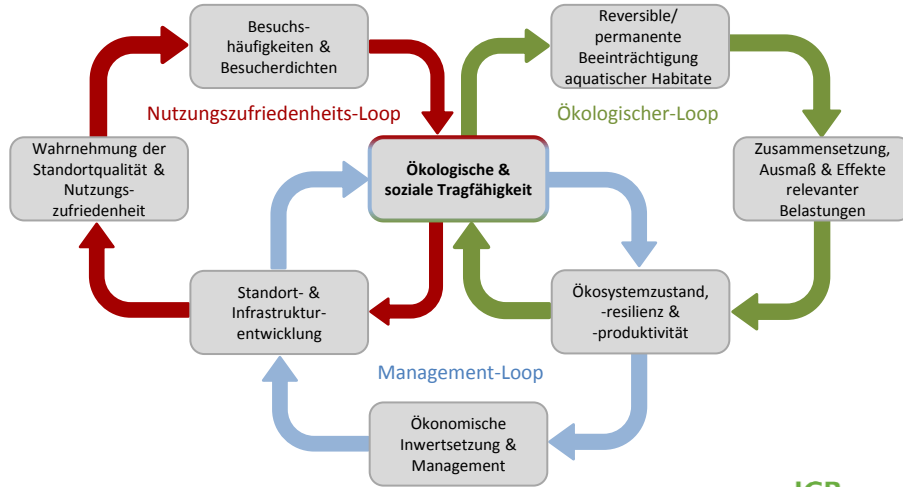 Besuchs-
häufigkeiten &
Besucherdichten
Reversible/
permanente
Beeinträchtigung
aquatischer Habitate
Nutzungszufriedenheits-Loop
Ökologischer-Loop
Wahrnehmung der
Standortqualität &
Nutzungs-
zufriedenheit
Ökologische &
soziale Tragfähigkeit
Zusammensetzung,
Ausmaß & Effekte
relevanter
Belastungen
Standort- &
Infrastruktur-
entwicklung
Ökosystemzustand,
-resilienz &
-produktivität
Management-Loop
Ökonomische
Inwertsetzung &
Management